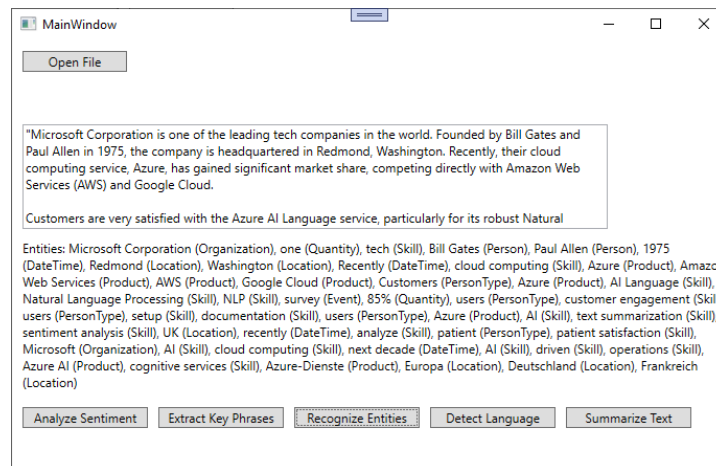 MainWindow
Open File
"Microsoft Corporation is one of the leading tech companies in the world. Founded by Bill Gates and
Paul Allen in 1975, the company is headquartered in Redmond, Washington. Recently, their cloud
computing service, Azure, has gained significant market share, competing directly with Amazon Web
Services (AWS) and Google Cloud.
Customers are very satisfied with the Azure AI Language service, particularly for its robust Natural
Entities: Microsoft Corporation (Organization), one (Quantity), tech (Skill), Bill Gates (Person), Paul Allen (Person), 1975
(DateTime), Redmond (Location), Washington (Location), Recently (DateTime), cloud computing (Skill), Azure (Product), Amazo
Web Services (Product), AWS (Product), Google Cloud (Product), Customers (PersonType), Azure (Product), AI Language (Skill),
Natural Language Processing (Skill), NLP (Skill), survey (Event), 85% (Quantity), users (PersonType), customer engagement (Skil
users (PersonType), setup (Skill), documentation (Skill), users (PersonType), Azure (Product), AI (Skill), text summarization (Skill),
sentiment analysis (Skill), UK (Location), recently (DateTime), analyze (Skill), patient (PersonType), patient satisfaction (Skill),
Microsoft (Organization), AI (Skill), cloud computing (Skill), next decade (DateTime), AI (Skill), driven (Skill), operations (Skill),
Azure AI (Product), cognitive services (Skill), Azure-Dienste (Product), Europa (Location), Deutschland (Location), Frankreich
(Location)
Analyze Sentiment Extract Key Phrases Recognize Entities Detect Language Summarize Text